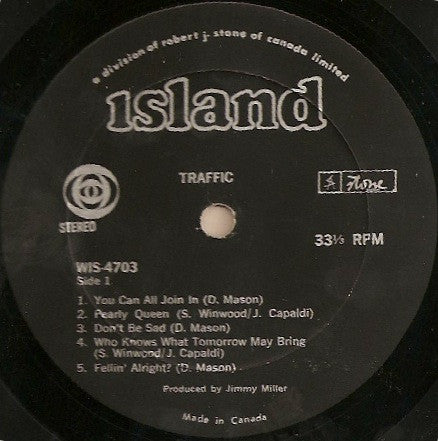 a division of robert j. stone of canada limited
ısland
TRAFFIC
Stone
STEREO
33⅓ RPM
WIS-4703
Side 1
1. You Can All Join In (D. Mason)
2. Pearly Queen (S. Winwood/J. Capaldi)
3. Don't Be Sad (D. Mason)
4. Who Knows What Tomorrow May Bring
(S. Winwood/J. Capaldi)
5. Fellin' Alright? (D. Mason)
Produced by Jimmy Miller
Made in Canada